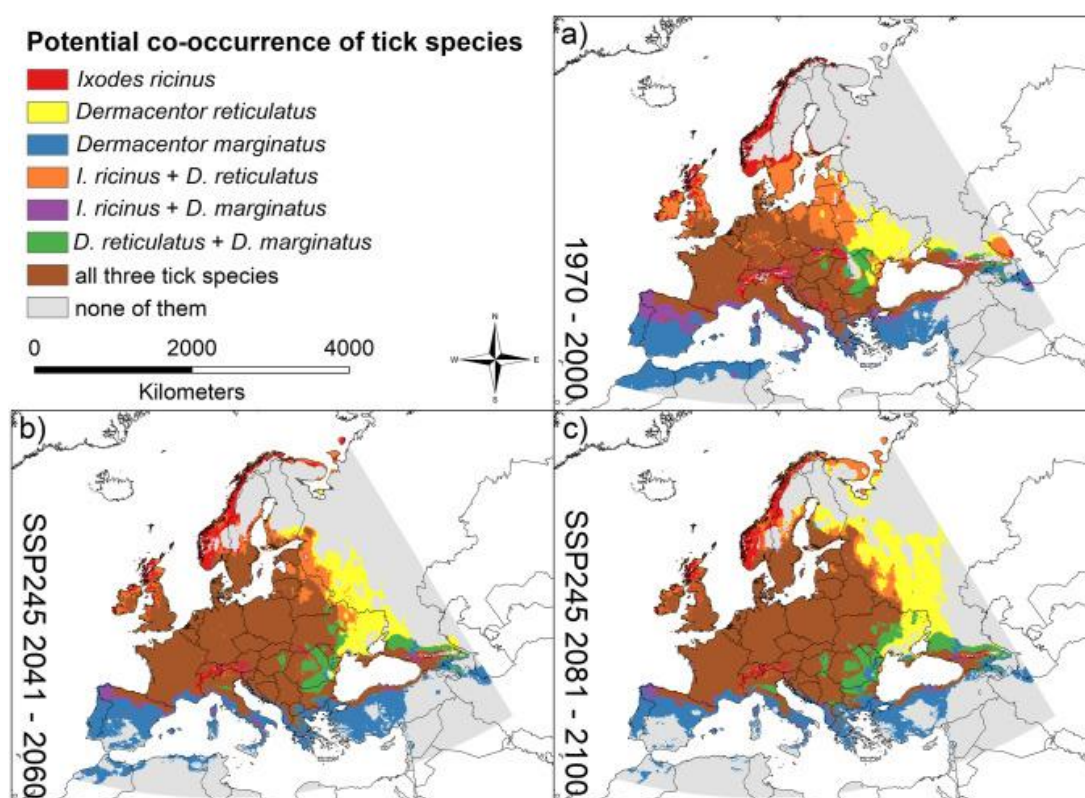 Potential co-occurrence of tick species
Ixodes ricinus
Dermacentor reticulatus
Dermacentor marginatus
I. ricinus + D. reticulatus
I. ricinus + D. marginatus
D. reticulatus + D. marginatus
all three tick species
none of them
0 2000 4000
Kilometers
N
W E
S
a)
1970 - 2000
b)
SSP245 2041 - 2060
c)
SSP245 2081 - 2100